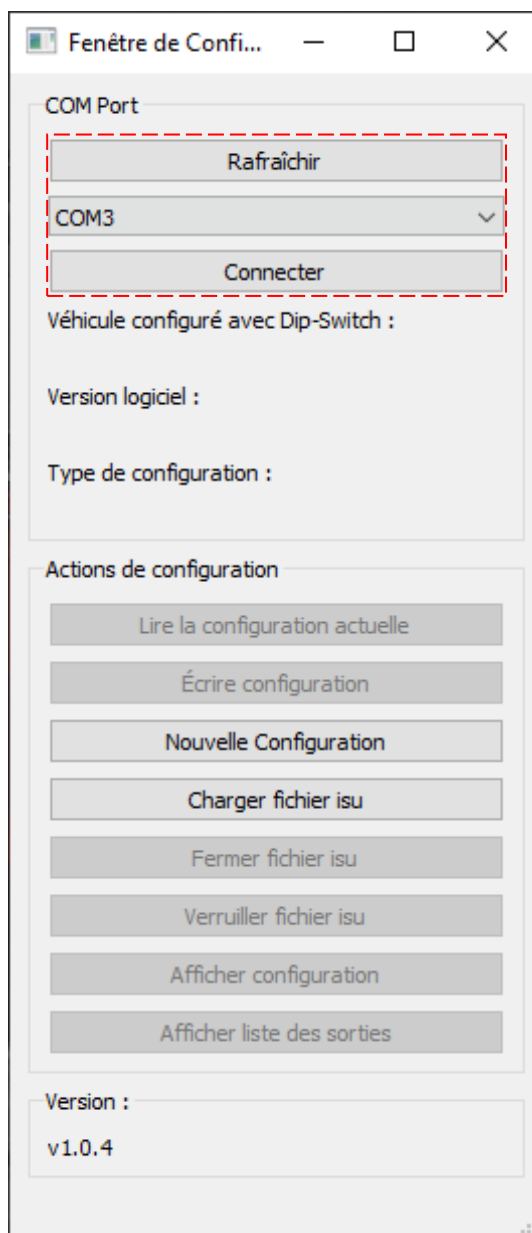 Fenêtre de Confi...
COM Port
Rafraîchir
COM3
Connecter
Véhicule configuré avec Dip-Switch :
Version logiciel :
Type de configuration :
Actions de configuration
Lire la configuration actuelle
Écrire configuration
Nouvelle Configuration
Charger fichier isu
Fermer fichier isu
Verruiller fichier isu
Afficher configuration
Afficher liste des sorties
Version :
v1.0.4